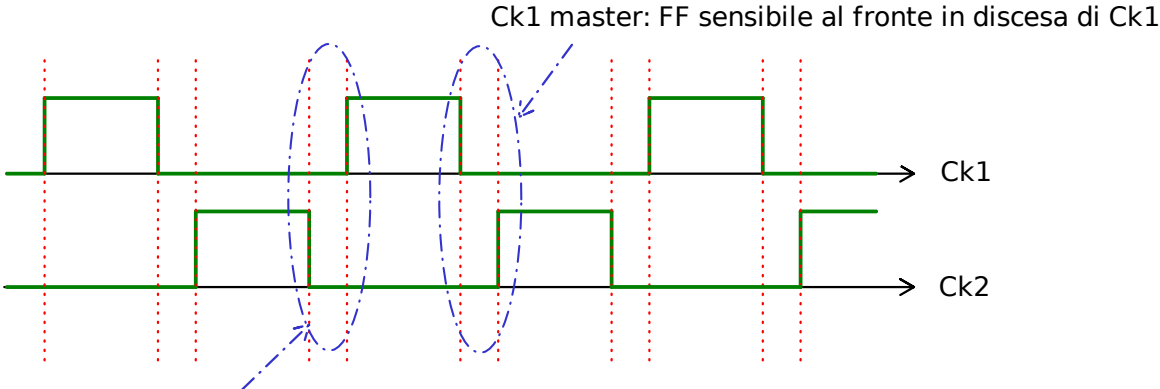 Ck1 master: FF sensibile al fronte in discesa di Ck1
Ck1
Ck2